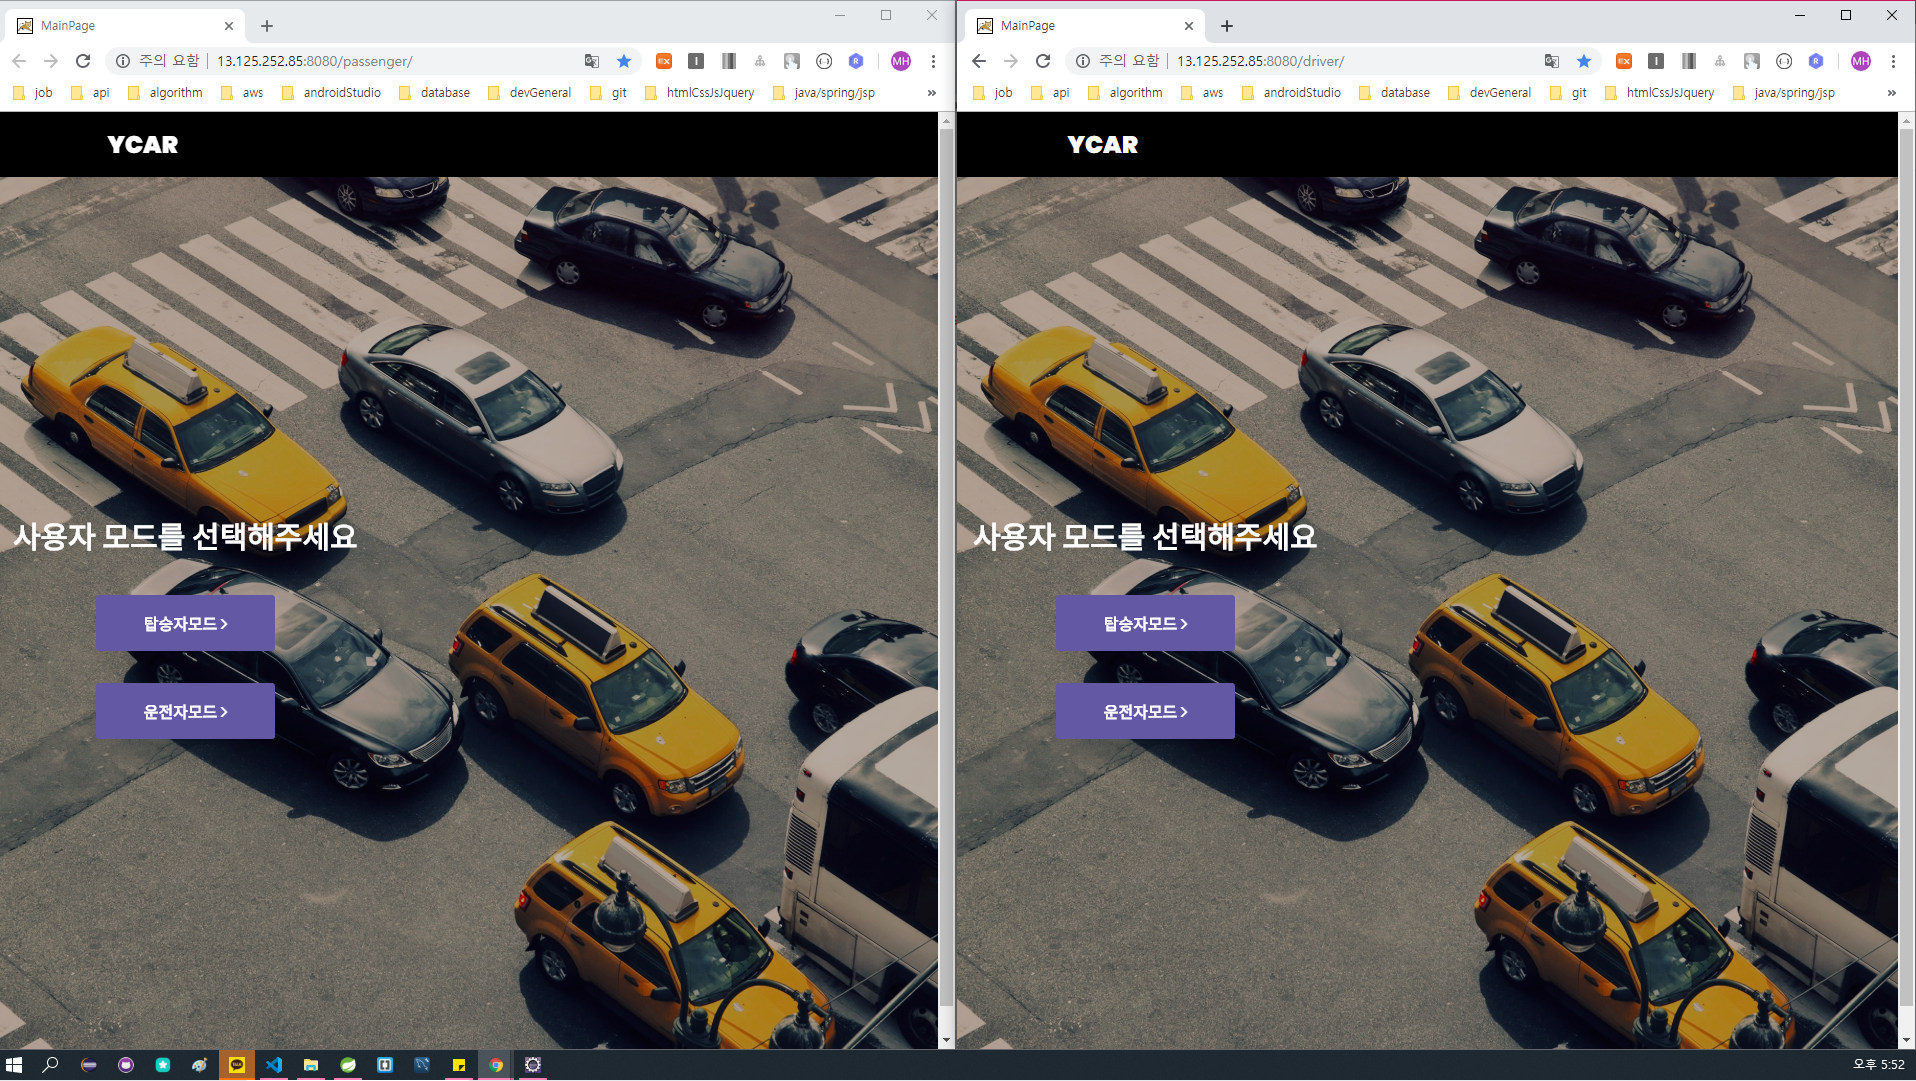 MainPage
주의 요함 | 13.125.252.85:8080/passenger/
EX
MH
job api algorithm aws androidStudio database devGeneral git htmlCssJsJquery java/spring/jsp »
YCAR
사용자 모드를 선택해주세요
탑승자모드 >
운전자모드 >
MainPage
주의 요함 | 13.125.252.85:8080/driver/
EX
MH
job api algorithm aws androidStudio database devGeneral git htmlCssJsJquery java/spring/jsp »
YCAR
사용자 모드를 선택해주세요
탑승자모드 >
운전자모드 >
오후 5:52